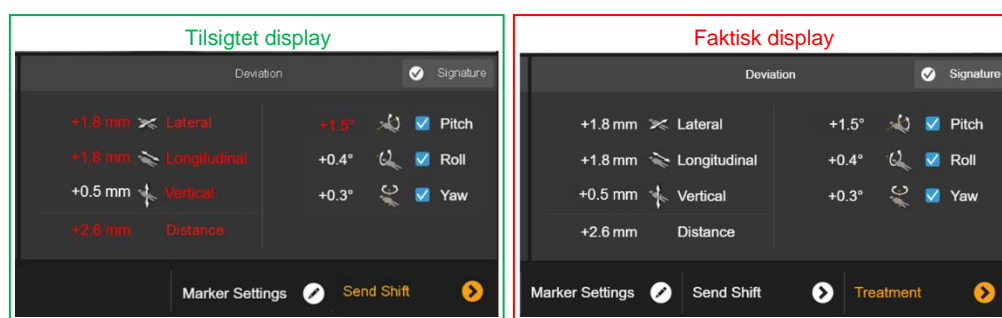 Tilsigtet display
Deviation Signature
+1.8 mm Lateral +1.5° Pitch
+1.8 mm Longitudinal +0.4° Roll
+0.5 mm Vertical +0.3° Yaw
+2.6 mm Distance
Marker Settings Send Shift
Faktisk display
Deviation Signature
+1.8 mm Lateral +1.5° Pitch
+1.8 mm Longitudinal +0.4° Roll
+0.5 mm Vertical +0.3° Yaw
+2.6 mm Distance
Marker Settings Send Shift Treatment